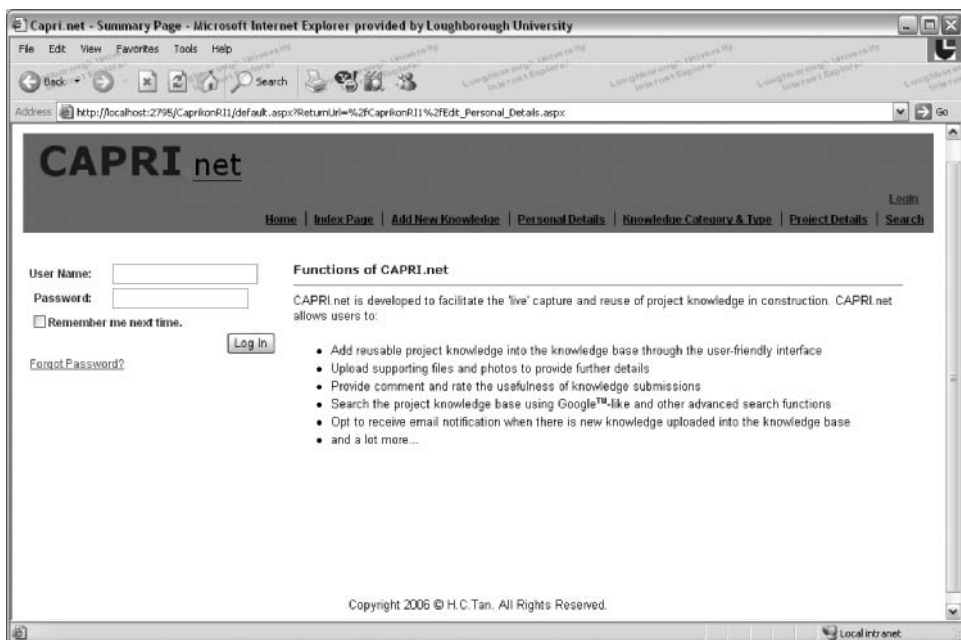 Capri.net - Summary Page - Microsoft Internet Explorer provided by Loughborough University
File Edit View Favorites Tools Help
Back Search
Address http://localhost:2795/CaprikonRI1/default.aspx?ReturnUrl=%2fCaprikonRI1%2fEdit_Personal_Details.aspx Go
CAPRI net
Login
Home | Index Page | Add New Knowledge | Personal Details | Knowledge Category & Type | Project Details | Search
User Name:
Password:
Remember me next time.
Log In
Forgot Password?
Functions of CAPRI.net
CAPRI.net is developed to facilitate the 'live' capture and reuse of project knowledge in construction. CAPRI.net
allows users to:
• Add reusable project knowledge into the knowledge base through the user-friendly interface
• Upload supporting files and photos to provide further details
• Provide comment and rate the usefulness of knowledge submissions
• Search the project knowledge base using Google™-like and other advanced search functions
• Opt to receive email notification when there is new knowledge uploaded into the knowledge base
• and a lot more...
Copyright 2006 © H.C.Tan. All Rights Reserved.
Local intranet